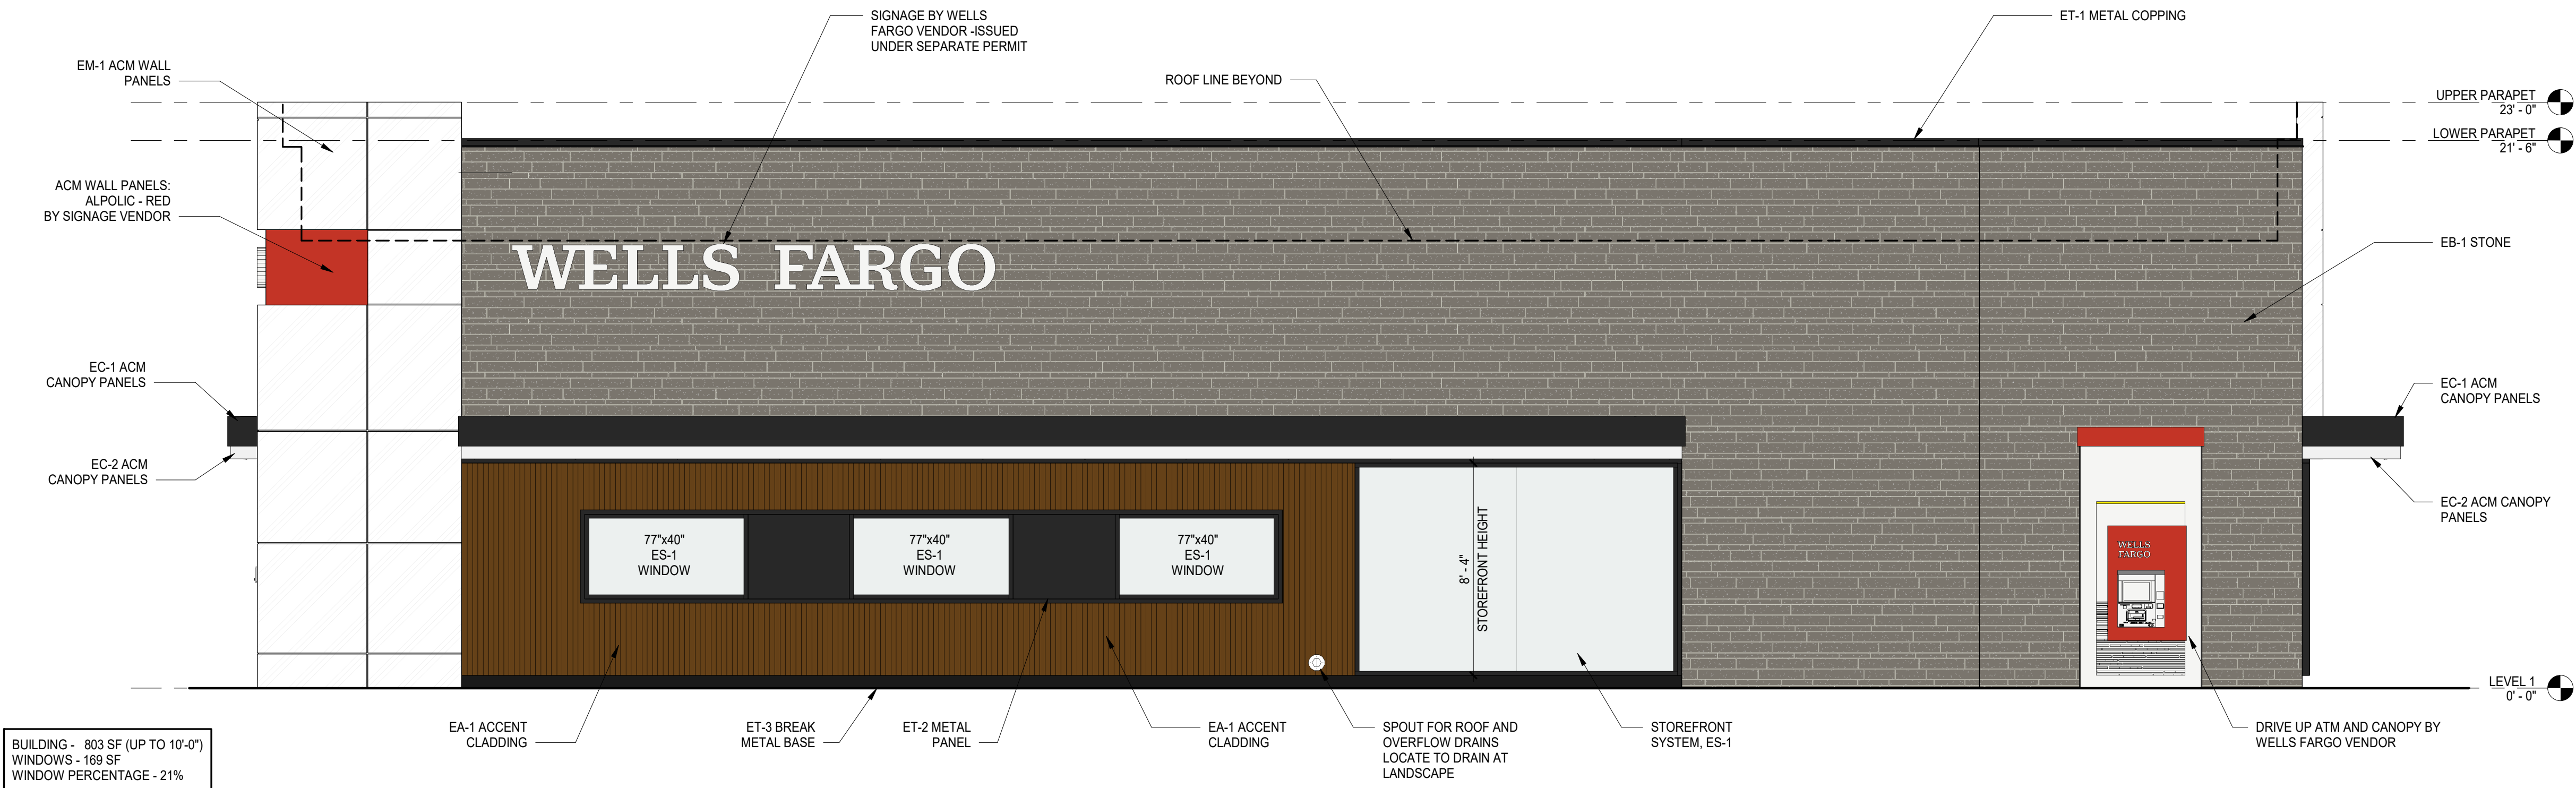 SIGNAGE BY WELLS
FARGO VENDOR -ISSUED
UNDER SEPARATE PERMIT
ET-1 METAL COPPING
EM-1 ACM WALL
PANELS
ROOF LINE BEYOND
UPPER PARAPET
23' - 0"
LOWER PARAPET
21' - 6"
ACM WALL PANELS:
ALPOLIC - RED
BY SIGNAGE VENDOR
WELLS FARGO
EB-1 STONE
EC-1 ACM
CANOPY PANELS
EC-1 ACM
CANOPY PANELS
EC-2 ACM
CANOPY PANELS
EC-2 ACM CANOPY
PANELS
77"x40"
ES-1
WINDOW
77"x40"
ES-1
WINDOW
77"x40"
ES-1
WINDOW
8' - 4"
STOREFRONT HEIGHT
WELLS
FARGO
LEVEL 1
0' - 0"
EA-1 ACCENT
CLADDING
ET-3 BREAK
METAL BASE
ET-2 METAL
PANEL
EA-1 ACCENT
CLADDING
SPOUT FOR ROOF AND
OVERFLOW DRAINS
LOCATE TO DRAIN AT
LANDSCAPE
STOREFRONT
SYSTEM, ES-1
DRIVE UP ATM AND CANOPY BY
WELLS FARGO VENDOR
BUILDING - 803 SF (UP TO 10'-0")
WINDOWS - 169 SF
WINDOW PERCENTAGE - 21%